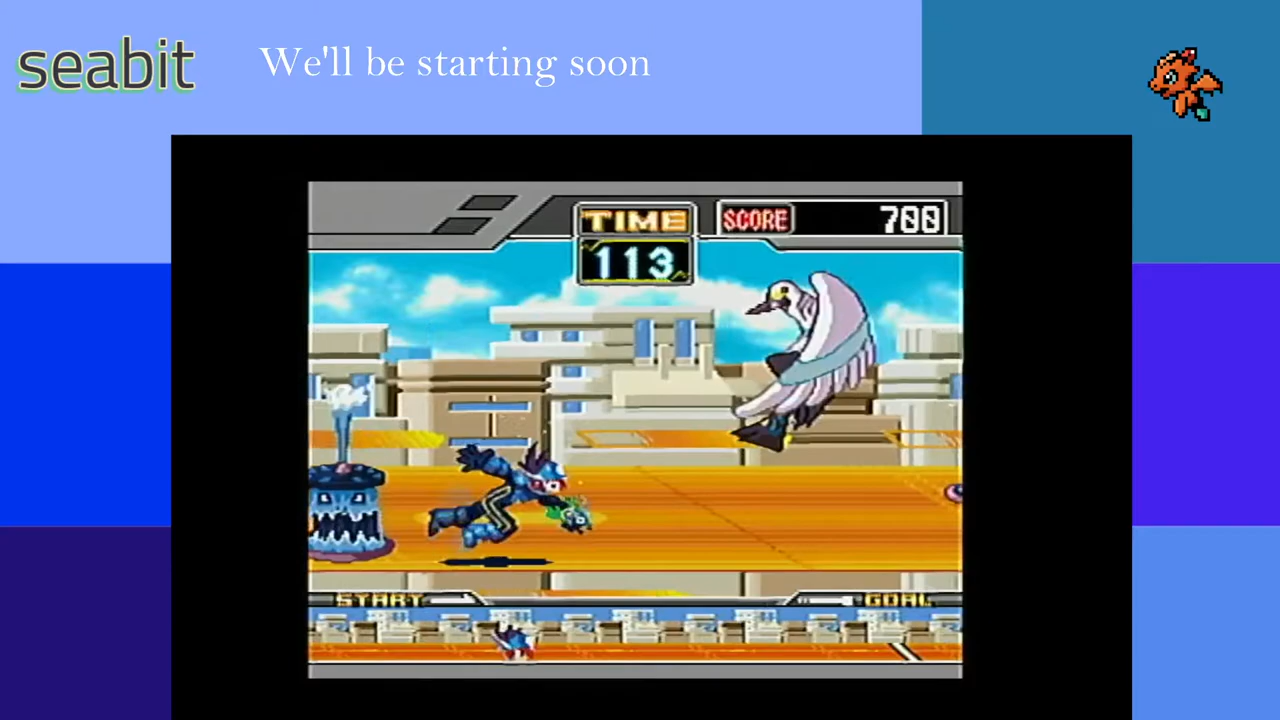 seabit
We'll be starting soon
TIME
SCORE 700
113
START
GOAL